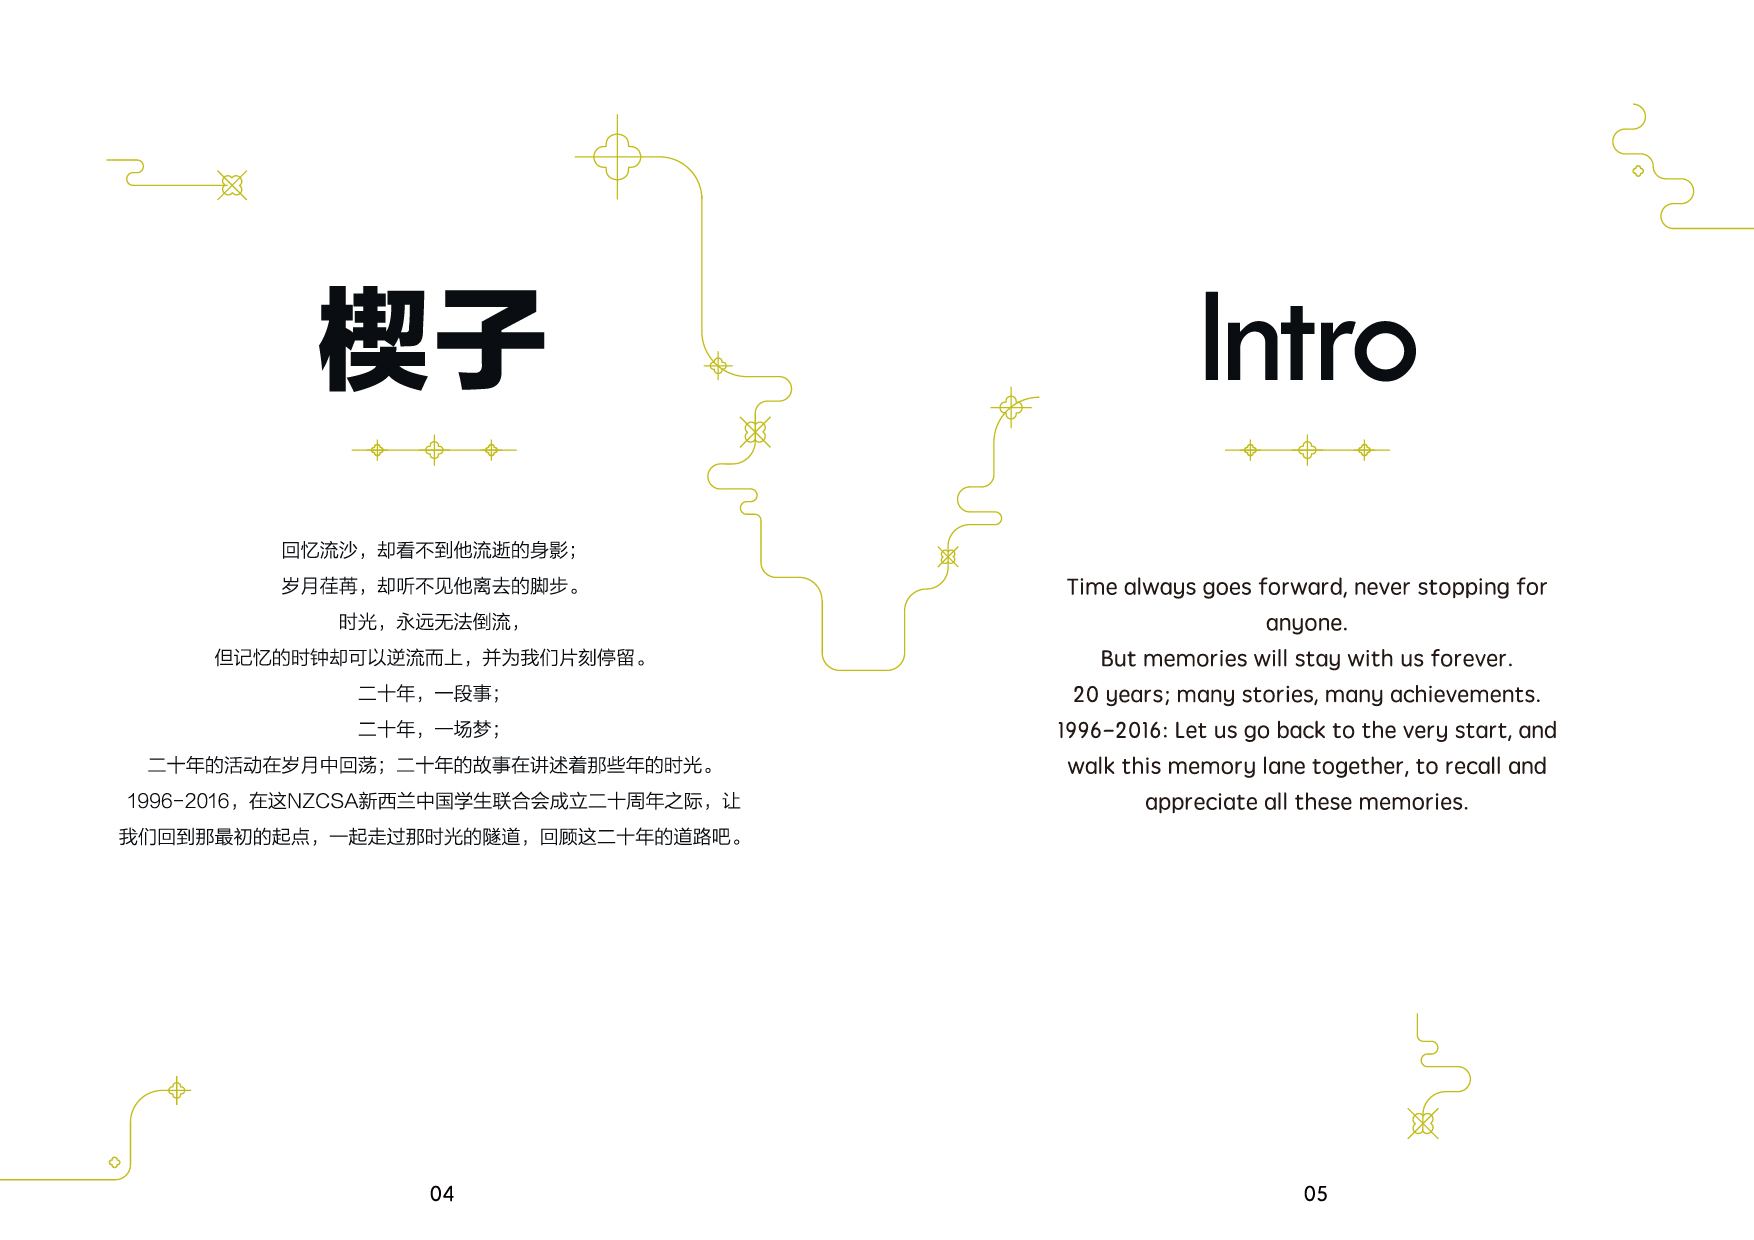 楔子
回忆流沙，却看不到他流逝的身影；
岁月荏苒，却听不见他离去的脚步。
时光，永远无法倒流，
但记忆的时钟却可以逆流而上，并为我们片刻停留。
二十年，一段事；
二十年，一场梦；
二十年的活动在岁月中回荡；二十年的故事在讲述着那些年的时光。
1996-2016，在这NZCSA新西兰中国学生联合会成立二十周年之际，让
我们回到那最初的起点，一起走过那时光的隧道，回顾这二十年的道路吧。
04
Intro
Time always goes forward, never stopping for
anyone.
But memories will stay with us forever.
20 years; many stories, many achievements.
1996-2016: Let us go back to the very start, and
walk this memory lane together, to recall and
appreciate all these memories.
05